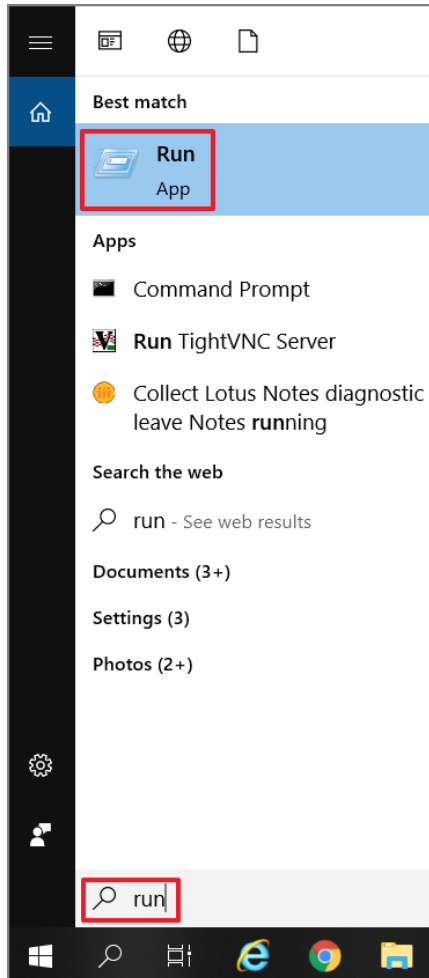 Best match
Run
App
Apps
Command Prompt
Run TightVNC Server
Collect Lotus Notes diagnostic
leave Notes running
Search the web
run - See web results
Documents (3+)
Settings (3)
Photos (2+)
run